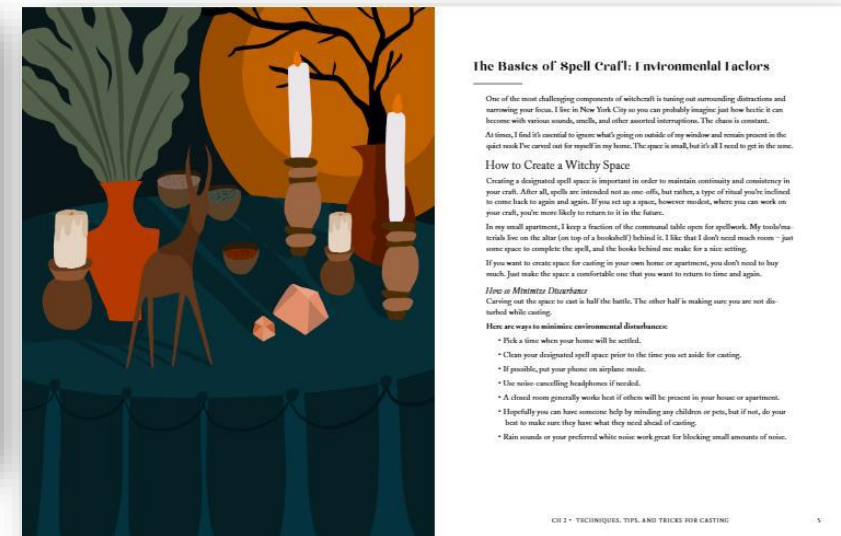 The Basics of Spell Craft: Environmental Factors
One of the most challenging components of witchcraft is tuning out surrounding distractions and
narrowing your focus. I live in New York City so you can probably imagine just how hectic it can
become with various sounds, smells, and other assorted interruptions. The chaos is constant.
At times, I find it's essential to ignore what's going on outside of my window and remain present in the
quiet nook I've carved out for myself in my home. The space is small, but it's all I need to get in the zone.
How to Create a Witchy Space
Creating a designated spell space is important in order to maintain continuity and consistency in
your craft. After all, spells are intended not as one-offs, but rather, a type of ritual you're inclined
to come back to again and again. If you set up a space, however modest, where you can work on
your craft, you're more likely to return to it in the future.
In my small apartment, I keep a fraction of the communal table open for spellwork. My tools/ma-
terials live on the altar (on top of a bookshelf) behind it. I like that I don't need much room – just
some space to complete the spell, and the books behind me make for a nice setting.
If you want to create space for casting in your own home or apartment, you don't need to buy
much. Just make the space a comfortable one that you want to return to time and again.
How to Minimize Disturbance
Carving out the space to cast is half the battle. The other half is making sure you are not dis-
turbed while casting.
Here are ways to minimize environmental disturbances:
• Pick a time when your home will be settled.
• Clean your designated spell space prior to the time you set aside for casting.
• If possible, put your phone on airplane mode.
• Use noise-cancelling headphones if needed.
• A closed room generally works best if others will be present in your house or apartment.
• Hopefully you can have someone help by minding any children or pets, but if not, do your
best to make sure they have what they need ahead of casting.
• Rain sounds or your preferred white noise work great for blocking small amounts of noise.
CH 2 • TECHNIQUES, TIPS, AND TRICKS FOR CASTING 5